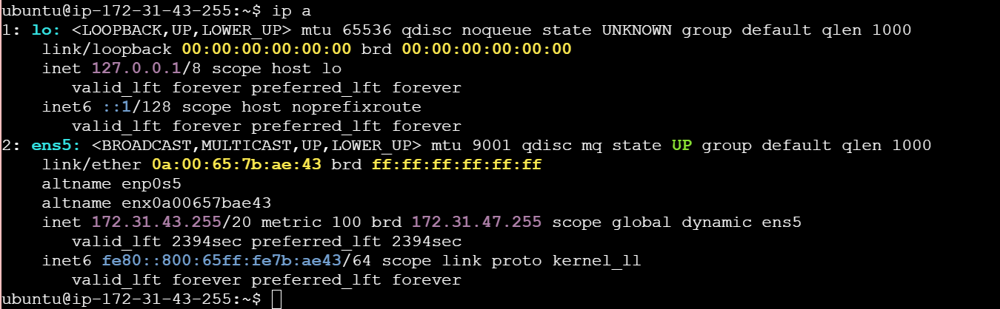 ubuntu@ip-172-31-43-255:~$ ip a
1: lo: <LOOPBACK,UP,LOWER_UP> mtu 65536 qdisc noqueue state UNKNOWN group default qlen 1000
    link/loopback 00:00:00:00:00:00 brd 00:00:00:00:00:00
    inet 127.0.0.1/8 scope host lo
       valid_lft forever preferred_lft forever
    inet6 ::1/128 scope host noprefixroute
       valid_lft forever preferred_lft forever
2: ens5: <BROADCAST,MULTICAST,UP,LOWER_UP> mtu 9001 qdisc mq state UP group default qlen 1000
    link/ether 0a:00:65:7b:ae:43 brd ff:ff:ff:ff:ff:ff
    altname enp0s5
    altname enx0a00657bae43
    inet 172.31.43.255/20 metric 100 brd 172.31.47.255 scope global dynamic ens5
       valid_lft 2394sec preferred_lft 2394sec
    inet6 fe80::800:65ff:fe7b:ae43/64 scope link proto kernel_ll
       valid_lft forever preferred_lft forever
ubuntu@ip-172-31-43-255:~$